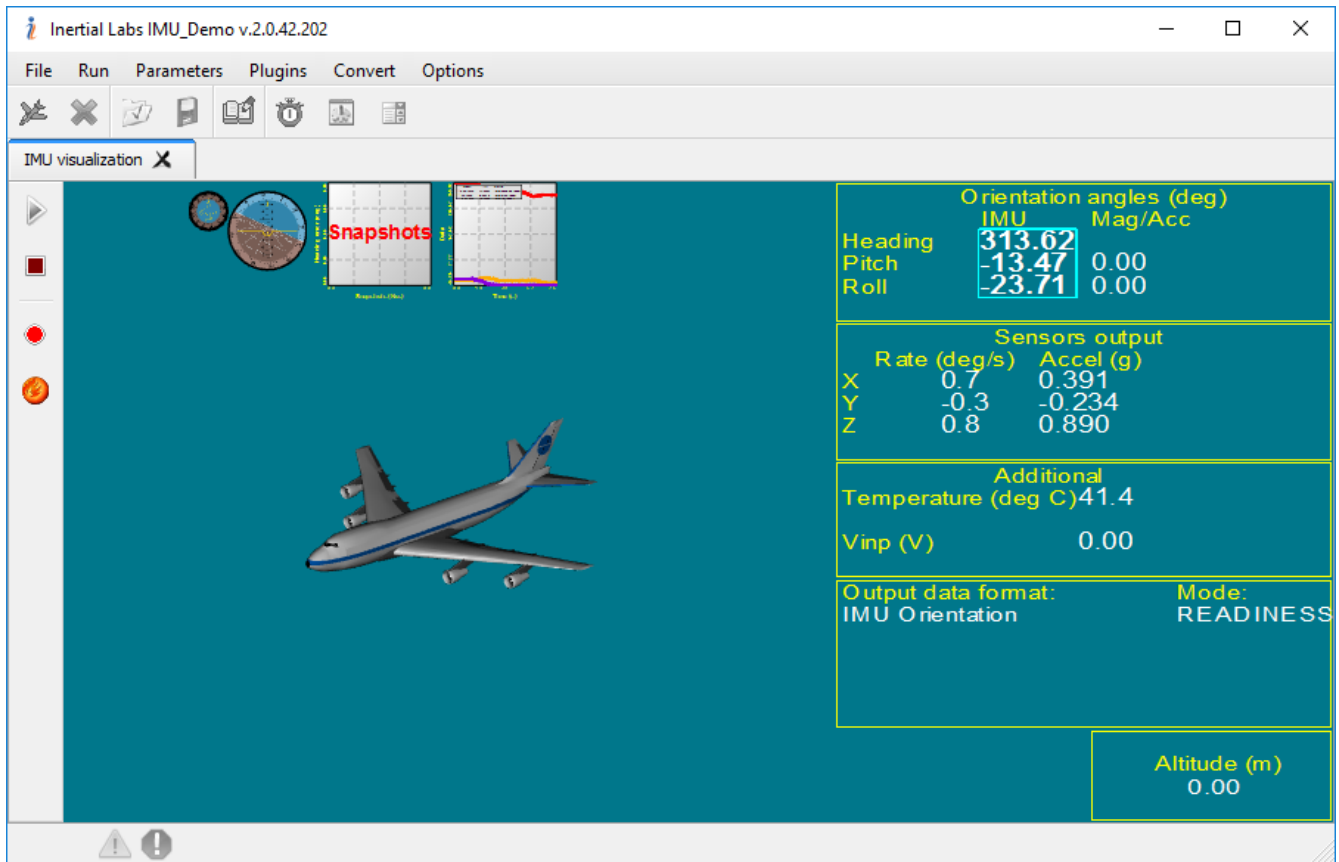 Inertial Labs IMU_Demo v.2.0.42.202
File Run Parameters Plugins Convert Options
IMU visualization
Snapshots
Orientation angles (deg)
IMU Mag/Acc
Heading 313.62
Pitch -13.47 0.00
Roll -23.71 0.00
Sensors output
Rate (deg/s) Accel (g)
X 0.7 0.391
Y -0.3 -0.234
Z 0.8 0.890
Additional
Temperature (deg C) 41.4
Vinp (V) 0.00
Output data format: Mode:
IMU Orientation READINESS
Altitude (m)
0.00